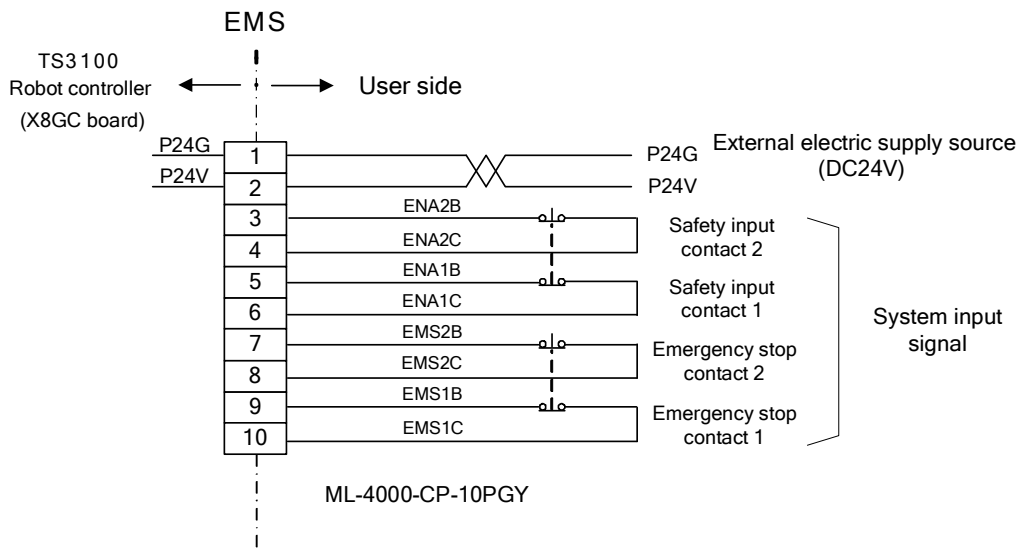 EMS
TS3100
Robot controller
(X8GC board)
User side
P24G
P24V
1
2
3
4
5
6
7
8
9
10
ENA2B
ENA2C
ENA1B
ENA1C
EMS2B
EMS2C
EMS1B
EMS1C
P24G
P24V
External electric supply source
(DC24V)
Safety input
contact 2
Safety input
contact 1
Emergency stop
contact 2
Emergency stop
contact 1
System input
signal
ML-4000-CP-10PGY